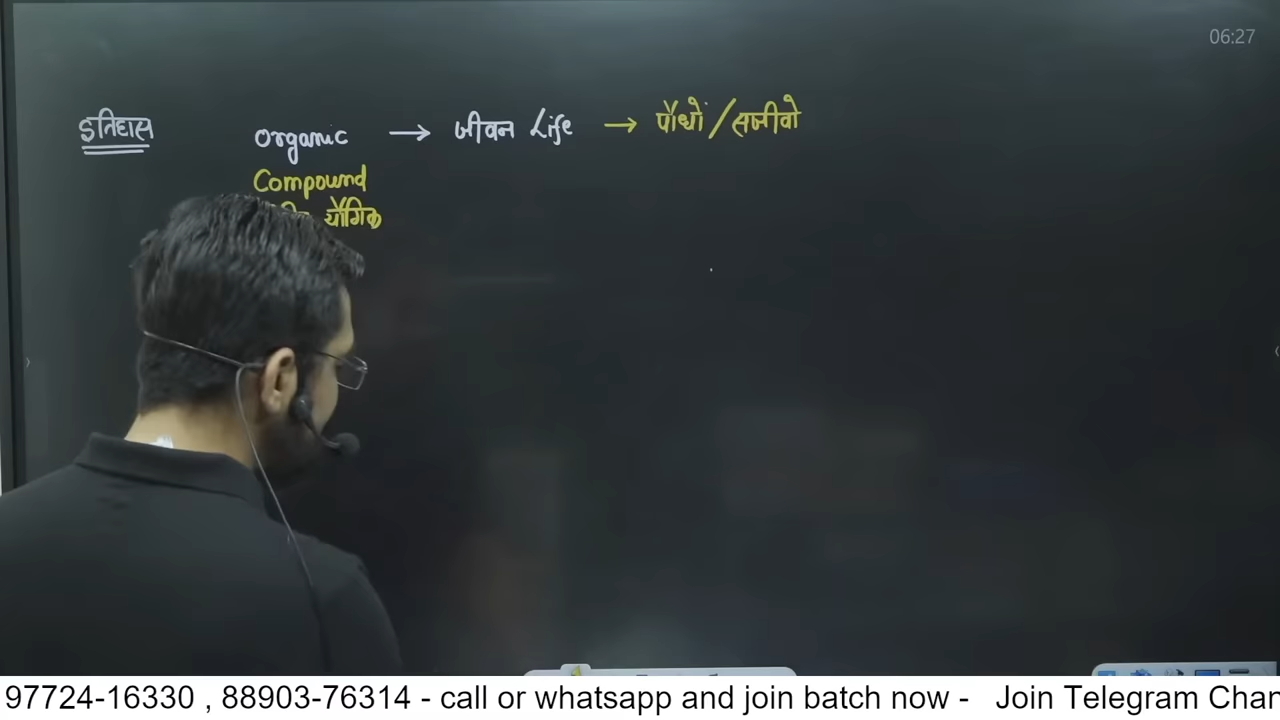 06:27
इतिहास organic → जीवन Life → पौधों / सजीवो
Compound
यौगिक
97724-16330 , 88903-76314 - call or whatsapp and join batch now - Join Telegram Chan